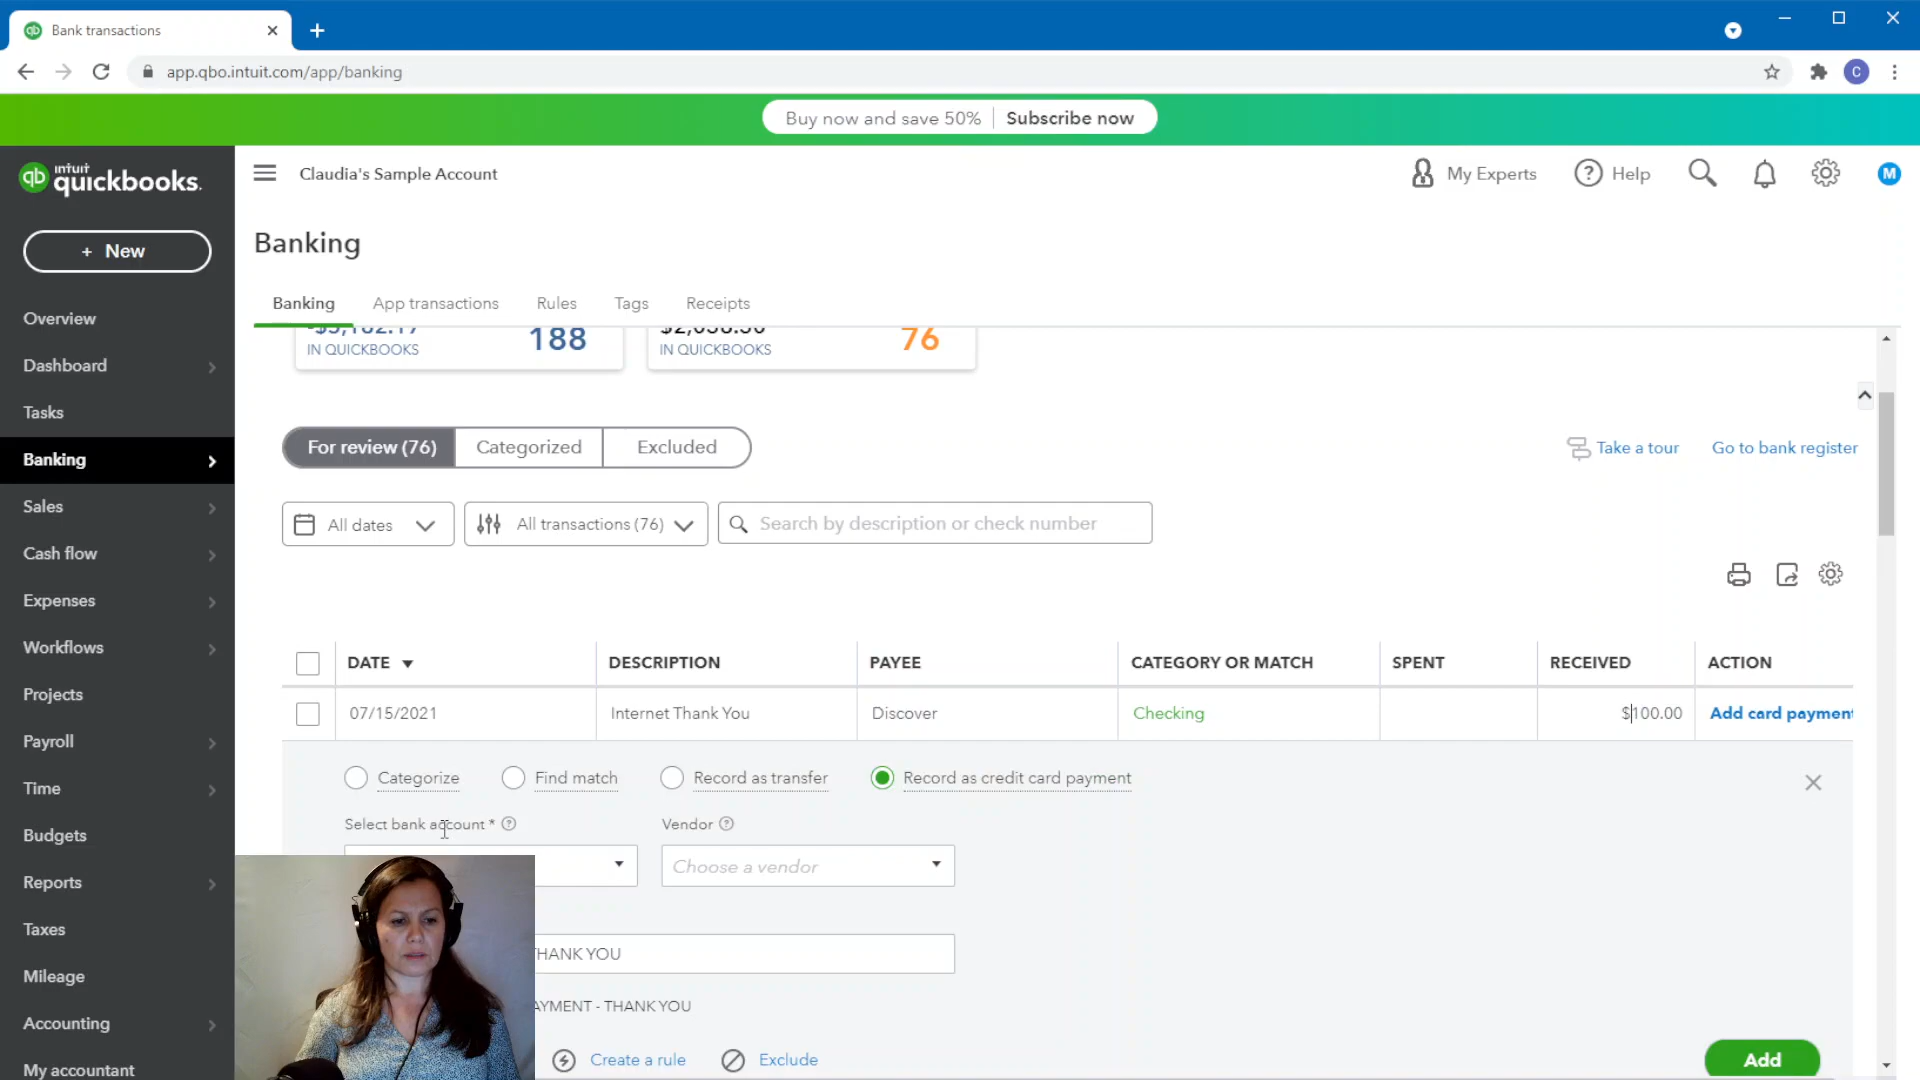 Bank transactions
app.qbo.intuit.com/app/banking
C
Buy now and save 50% Subscribe now
qb intuit quickbooks.
Claudia's Sample Account
My Experts
Help
M
+ New
Banking
Banking App transactions Rules Tags Receipts
Overview
Dashboard
Tasks
Banking
Sales
Cash flow
Expenses
Workflows
Projects
Payroll
Time
Budgets
Reports
Taxes
Mileage
Accounting
My accountant
188
IN QUICKBOOKS
76
IN QUICKBOOKS
For review (76) Categorized Excluded
Take a tour Go to bank register
All dates All transactions (76) Search by description or check number
DATE DESCRIPTION PAYEE CATEGORY OR MATCH SPENT RECEIVED ACTION
07/15/2021 Internet Thank You Discover Checking $100.00 Add card payment
Categorize Find match Record as transfer Record as credit card payment
Select bank account * Vendor
Choose a vendor
THANK YOU
AYMENT - THANK YOU
Create a rule Exclude
Add